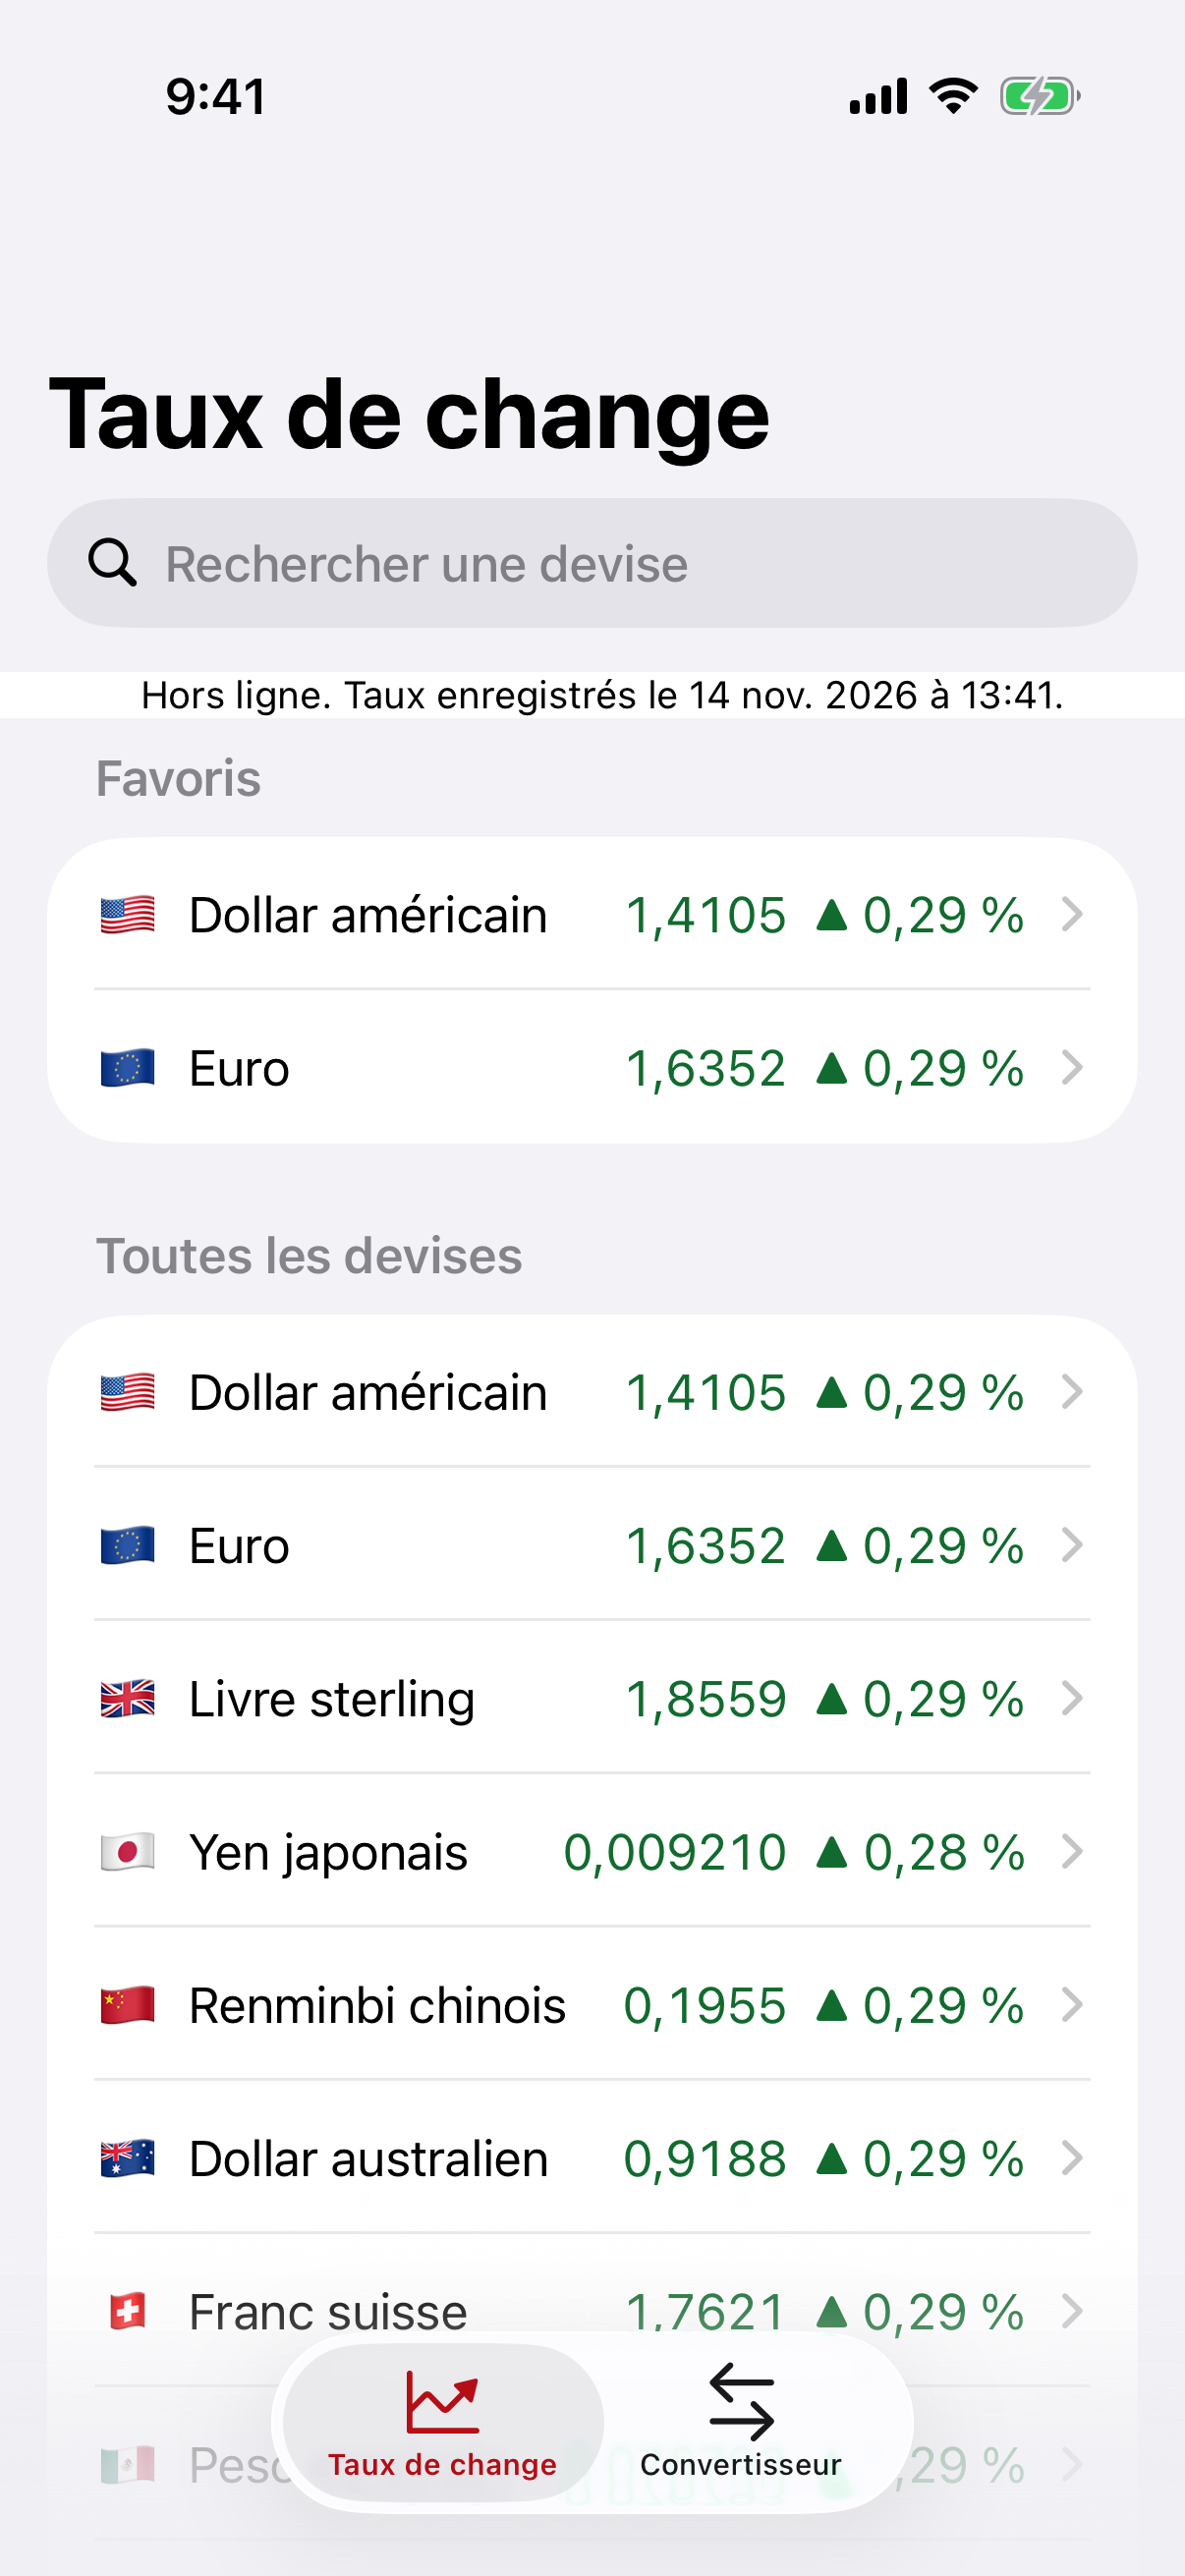 9:41
Taux de change
Rechercher une devise
Hors ligne. Taux enregistrés le 14 nov. 2026 à 13:41.
Favoris
Dollar américain 1,4105 ▲ 0,29 %
Euro 1,6352 ▲ 0,29 %
Toutes les devises
Dollar américain 1,4105 ▲ 0,29 %
Euro 1,6352 ▲ 0,29 %
Livre sterling 1,8559 ▲ 0,29 %
Yen japonais 0,009210 ▲ 0,28 %
Renminbi chinois 0,1955 ▲ 0,29 %
Dollar australien 0,9188 ▲ 0,29 %
Franc suisse 1,7621 ▲ 0,29 %
,29 %
Taux de change
Convertisseur